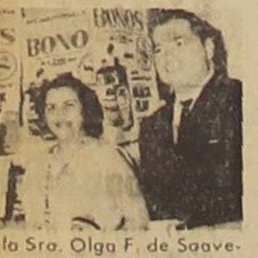 BONOS
BONO
la Sra. Olga F. de Saave-